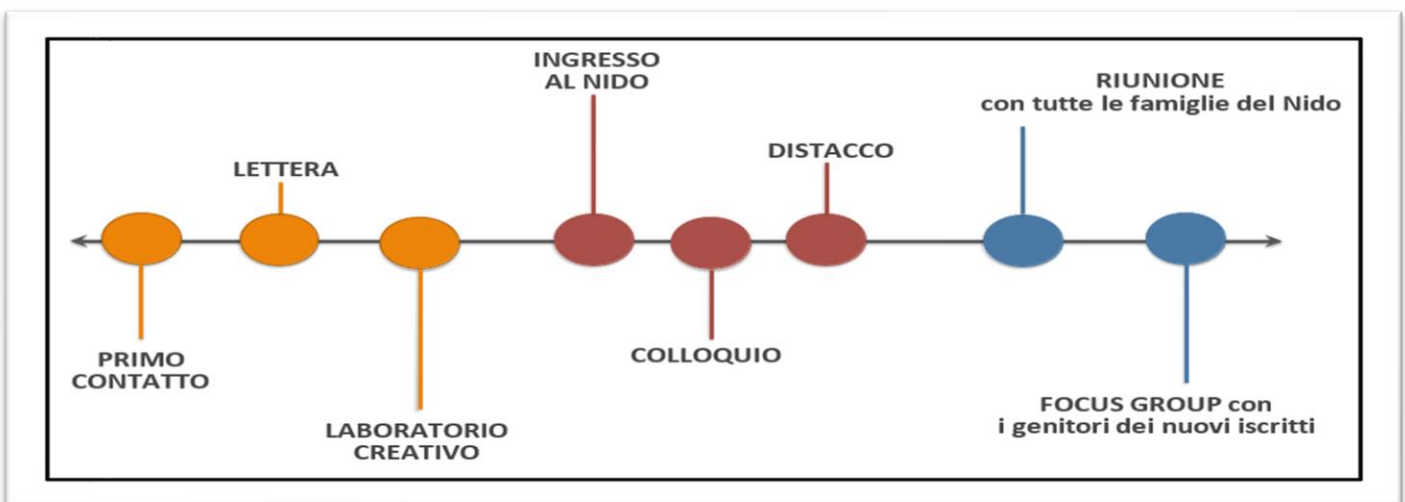 INGRESSO
AL NIDO
RIUNIONE
con tutte le famiglie del Nido
DISTACCO
LETTERA
PRIMO
CONTATTO
COLLOQUIO
LABORATORIO
CREATIVO
FOCUS GROUP con
i genitori dei nuovi iscritti